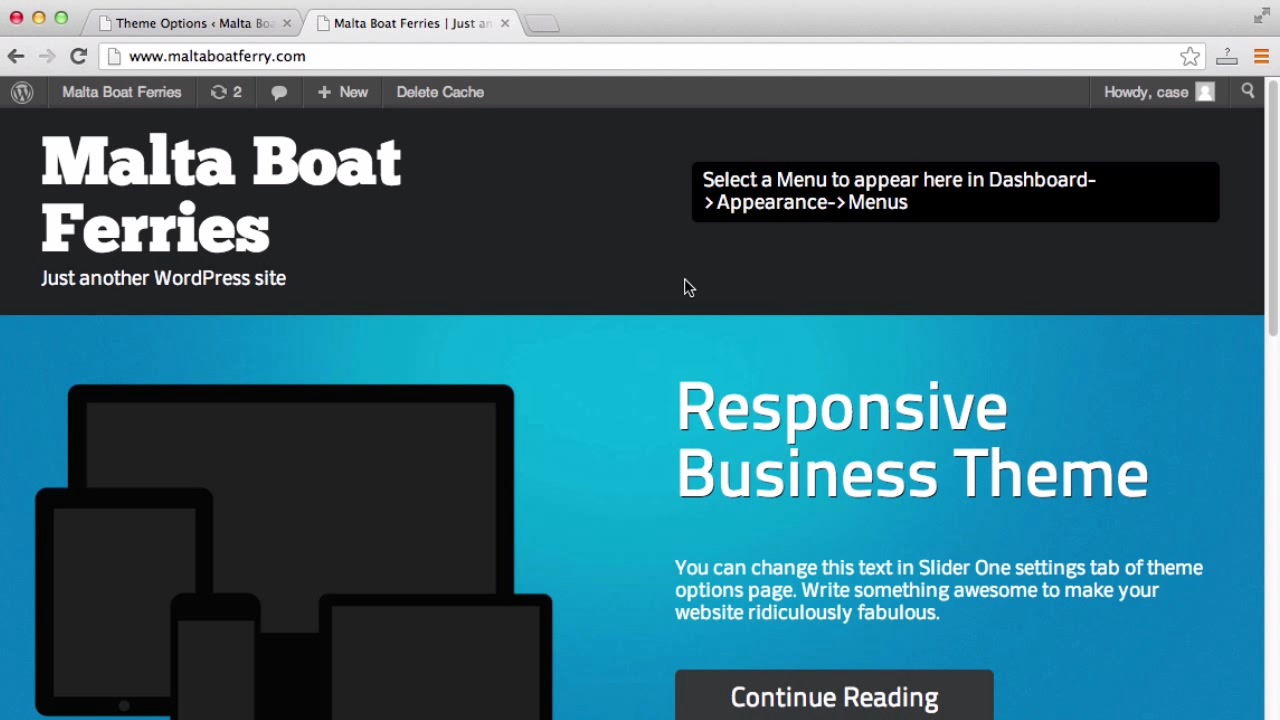 Theme Options ‹ Malta Boa
Malta Boat Ferries | Just an
www.maltaboatferry.com
?
Malta Boat Ferries 2 New Delete Cache Howdy, case
Malta Boat
Ferries
Just another WordPress site
Select a Menu to appear here in Dashboard-
>Appearance->Menus
Responsive
Business Theme
You can change this text in Slider One settings tab of theme
options page. Write something awesome to make your
website ridiculously fabulous.
Continue Reading